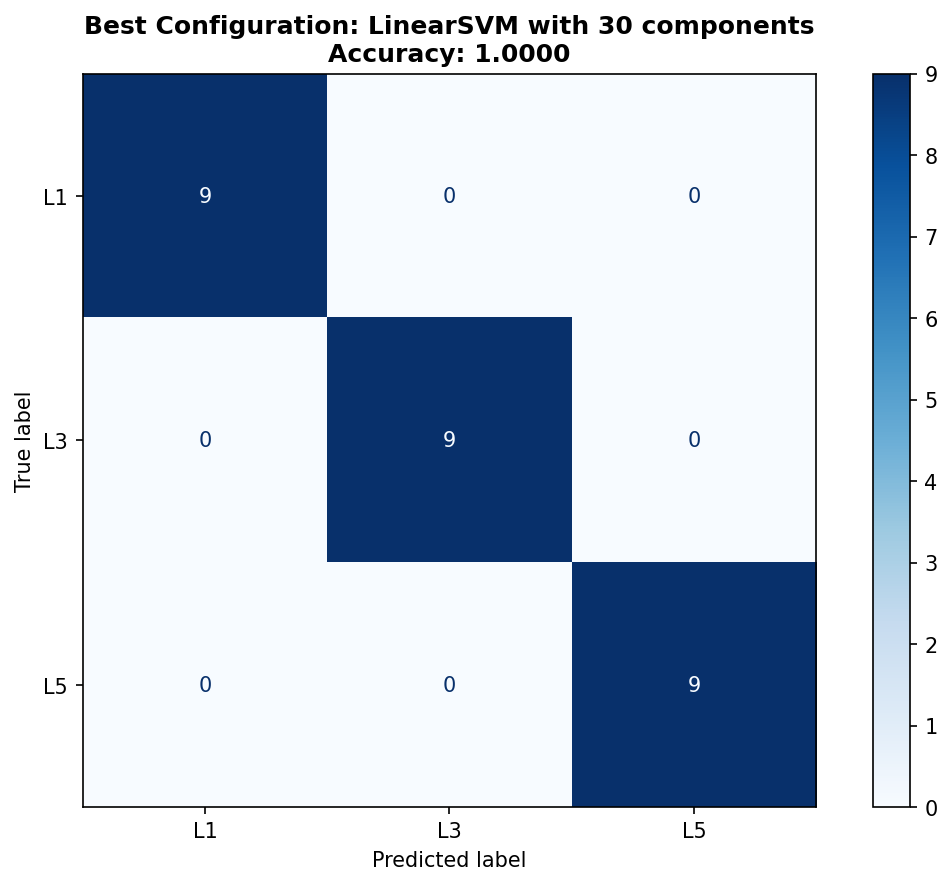 Best Configuration: LinearSVM with 30 components
Accuracy: 1.0000
9
8
7
6
5
4
3
2
1
0
True label
L1
9 0 0
L3
0 9 0
L5
0 0 9
L1 L3 L5
Predicted label